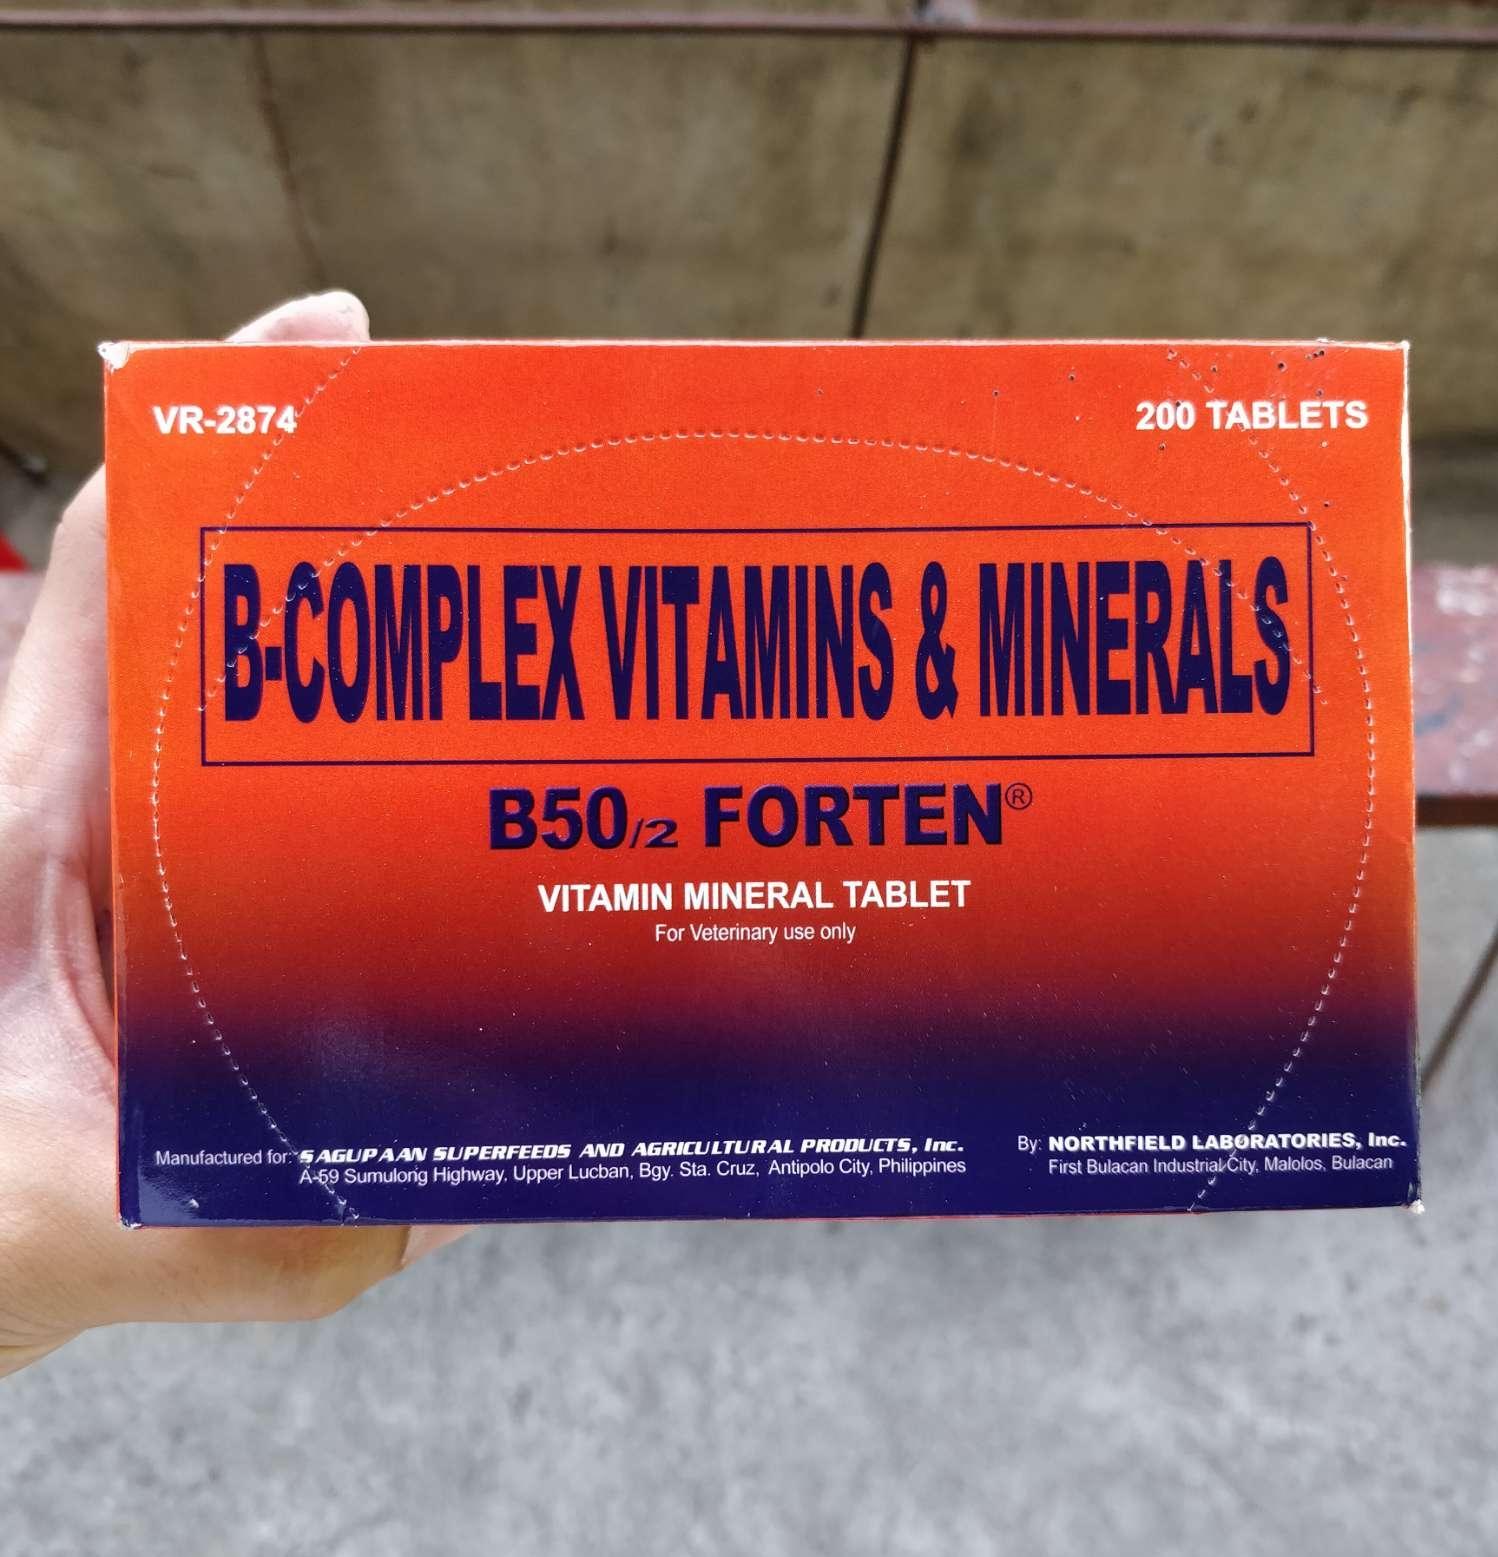 VR-2874
200 TABLETS
B-COMPLEX VITAMINS & MINERALS
B50/2 FORTEN®
VITAMIN MINERAL TABLET
For Veterinary use only
Manufactured for: SAGUPAAN SUPERFEEDS AND AGRICULTURAL PRODUCTS, Inc.
A-59 Sumulong Highway, Upper Lucban, Bgy. Sta. Cruz, Antipolo City, Philippines
By: NORTHFIELD LABORATORIES, Inc.
First Bulacan Industrial City, Malolos, Bulacan